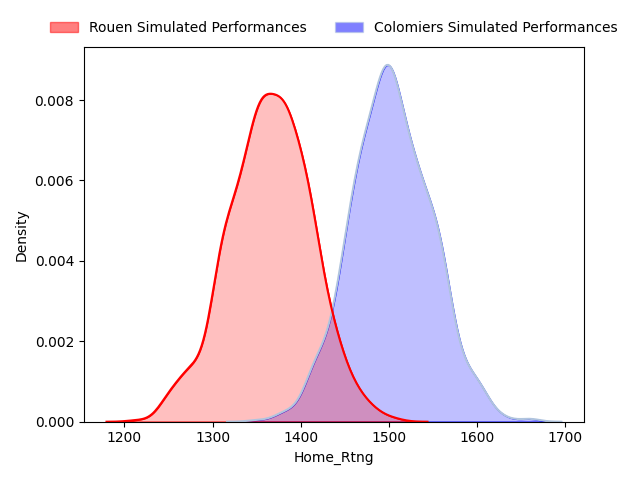 Rouen Simulated Performances
Colomiers Simulated Performances
0.008
0.006
0.004
0.002
0.000
Density
1200
1300
1400
1500
1600
1700
Home_Rtng